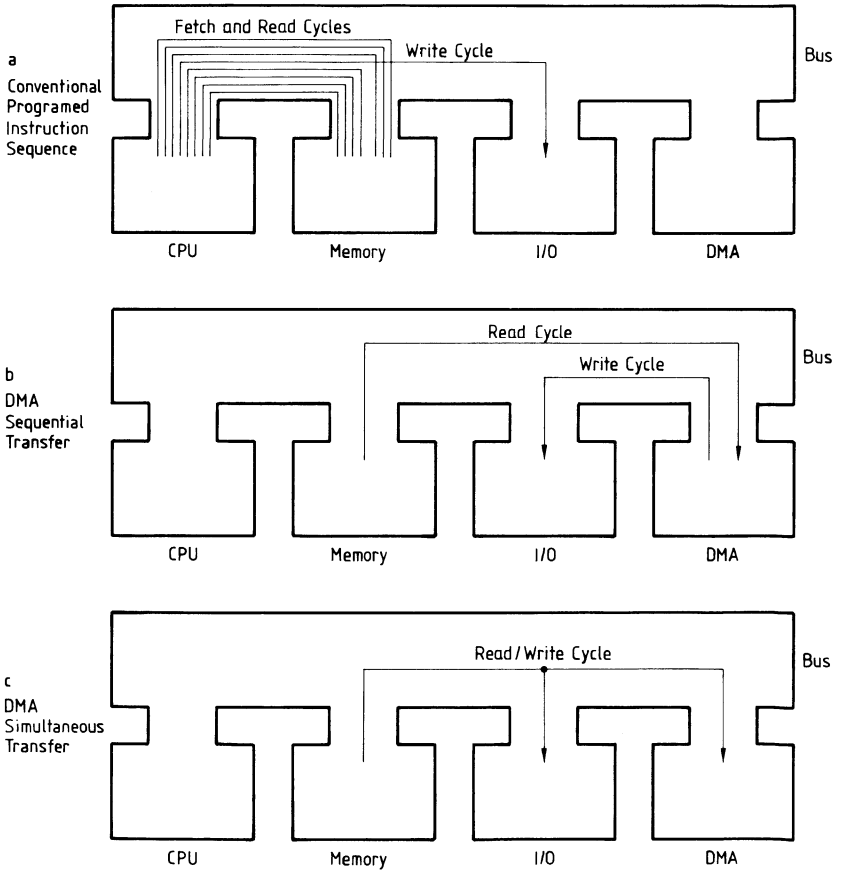 Fetch and Read Cycles
a
Write Cycle
Bus
Conventional
Programed
Instruction
Sequence
CPU
Memory
I/O
DMA
Read Cycle
b
Write Cycle
Bus
DMA
Sequential
Transfer
CPU
Memory
I/O
DMA
Read/Write Cycle
Bus
c
DMA
Simultaneous
Transfer
CPU
Memory
I/O
DMA